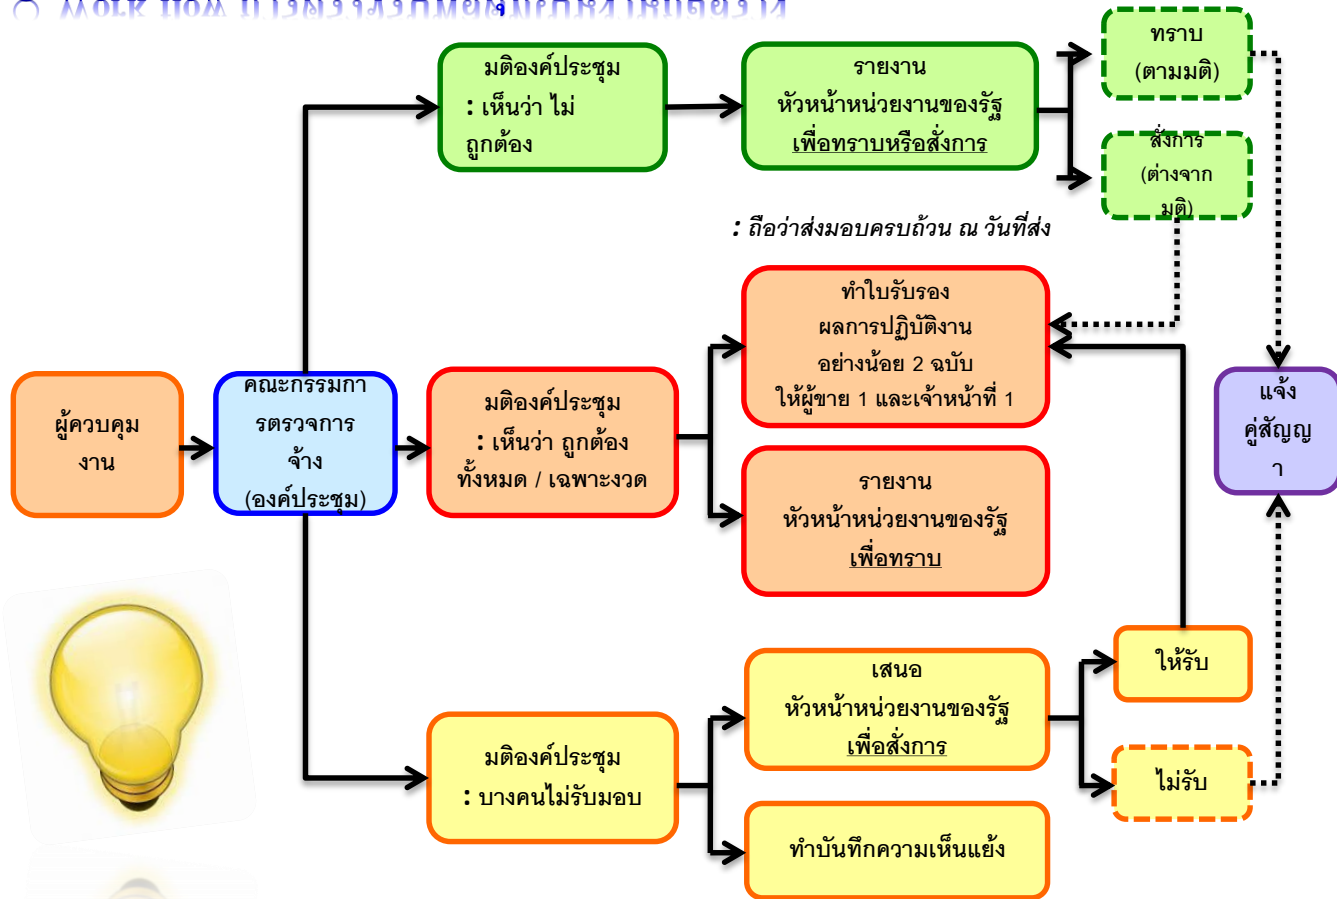 มติองค์ประชุม
: เห็นว่า ไม่
ถูกต้อง
รายงาน
หัวหน้าหน่วยงานของรัฐ
เพื่อทราบหรือสั่งการ
ทราบ
(ตามมติ)
สั่งการ
(ต่างจาก
มติ)
: ถือว่าส่งมอบครบถ้วน ณ วันที่ส่ง
ผู้ควบคุม
งาน
คณะกรรมกา
รตรวจการ
จ้าง
(องค์ประชุม)
มติองค์ประชุม
: เห็นว่า ถูกต้อง
ทั้งหมด / เฉพาะงวด
ทำใบรับรอง
ผลการปฏิบัติงาน
อย่างน้อย 2 ฉบับ
ให้ผู้ขาย 1 และเจ้าหน้าที่ 1
รายงาน
หัวหน้าหน่วยงานของรัฐ
เพื่อทราบ
แจ้ง
คู่สัญญ
า
มติองค์ประชุม
: บางคนไม่รับมอบ
เสนอ
หัวหน้าหน่วยงานของรัฐ
เพื่อสั่งการ
ทำบันทึกความเห็นแย้ง
ให้รับ
ไม่รับ